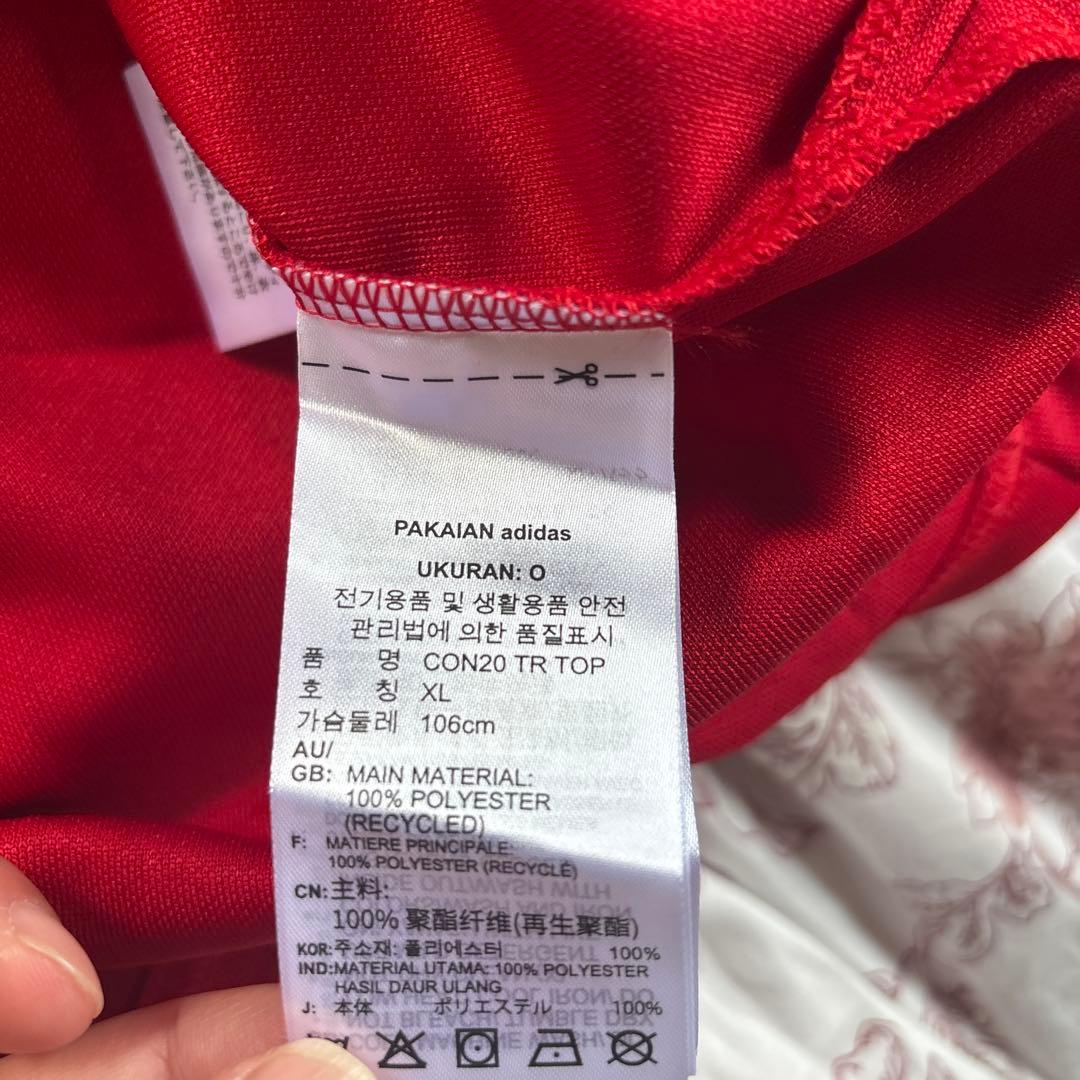 PAKAIAN adidas
UKURAN: O
전기용품 및 생활용품 안전
관리법에 의한 품질표시
품 명 CON20 TR TOP
호 칭 XL
가슴둘레 106cm
AU/
GB: MAIN MATERIAL:
100% POLYESTER
(RECYCLED)
F: MATIERE PRINCIPALE:
100% POLYESTER (RECYCLÉ)
CN:主料:
100% 聚酯纤维(再生聚酯)
KOR:주소재: 폴리에스터 100%
IND:MATERIAL UTAMA: 100% POLYESTER
HASIL DAUR ULANG
J: 本体 ポリエステル 100%